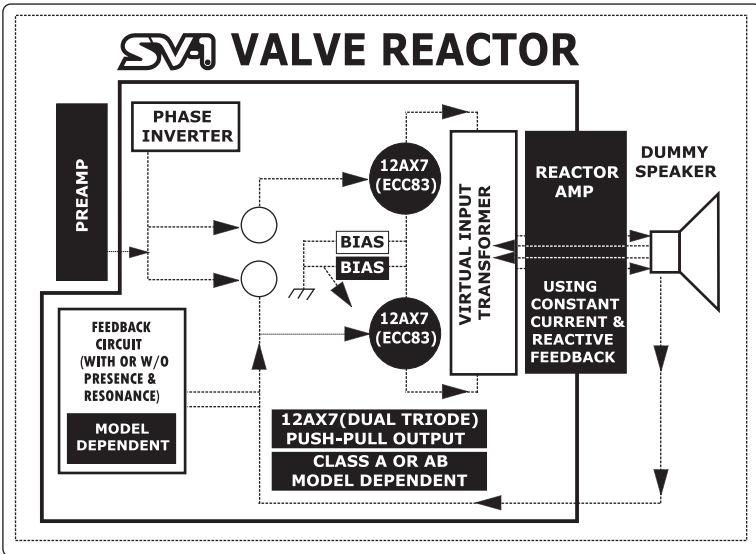 SV-1 VALVE REACTOR
PHASE
INVERTER
PREAMP
12AX7
(ECC83)
BIAS
BIAS
12AX7
(ECC83)
VIRTUAL INPUT
TRANSFORMER
REACTOR
AMP
USING
CONSTANT
CURRENT &
REACTIVE
FEEDBACK
DUMMY
SPEAKER
FEEDBACK
CIRCUIT
(WITH OR W/O
PRESENCE &
RESONANCE)
MODEL
DEPENDENT
12AX7(DUAL TRIODE)
PUSH-PULL OUTPUT
CLASS A OR AB
MODEL DEPENDENT